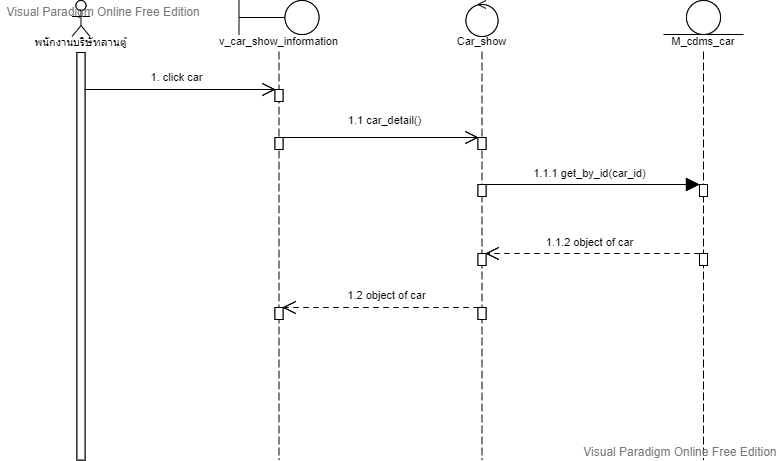 Visual Paradigm Online Free Edition
พนักงานบริษัทลานตู้
v_car_show_information
Car_show
M_cdms_car
1. click car
1.1 car_detail()
1.1.1 get_by_id(car_id)
1.1.2 object of car
1.2 object of car
Visual Paradigm Online Free Edition